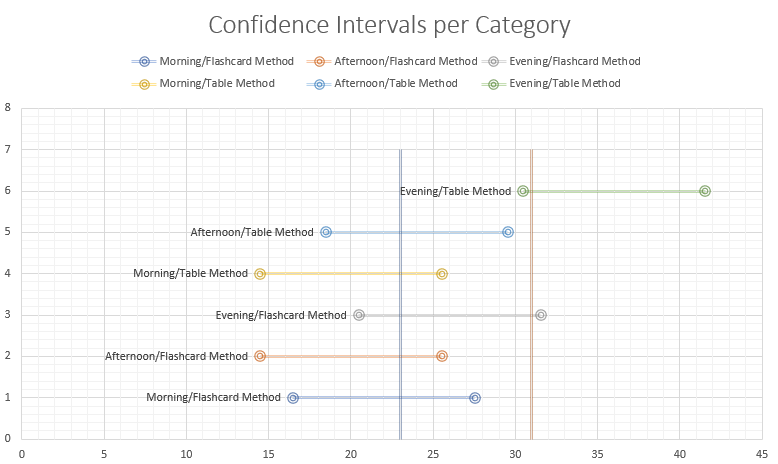 Confidence Intervals per Category
Morning/Flashcard Method Afternoon/Flashcard Method Evening/Flashcard Method
Morning/Table Method Afternoon/Table Method Evening/Table Method
8
7
6 Evening/Table Method
5 Afternoon/Table Method
4 Morning/Table Method
3 Evening/Flashcard Method
2 Afternoon/Flashcard Method
1 Morning/Flashcard Method
0
0 5 10 15 20 25 30 35 40 45